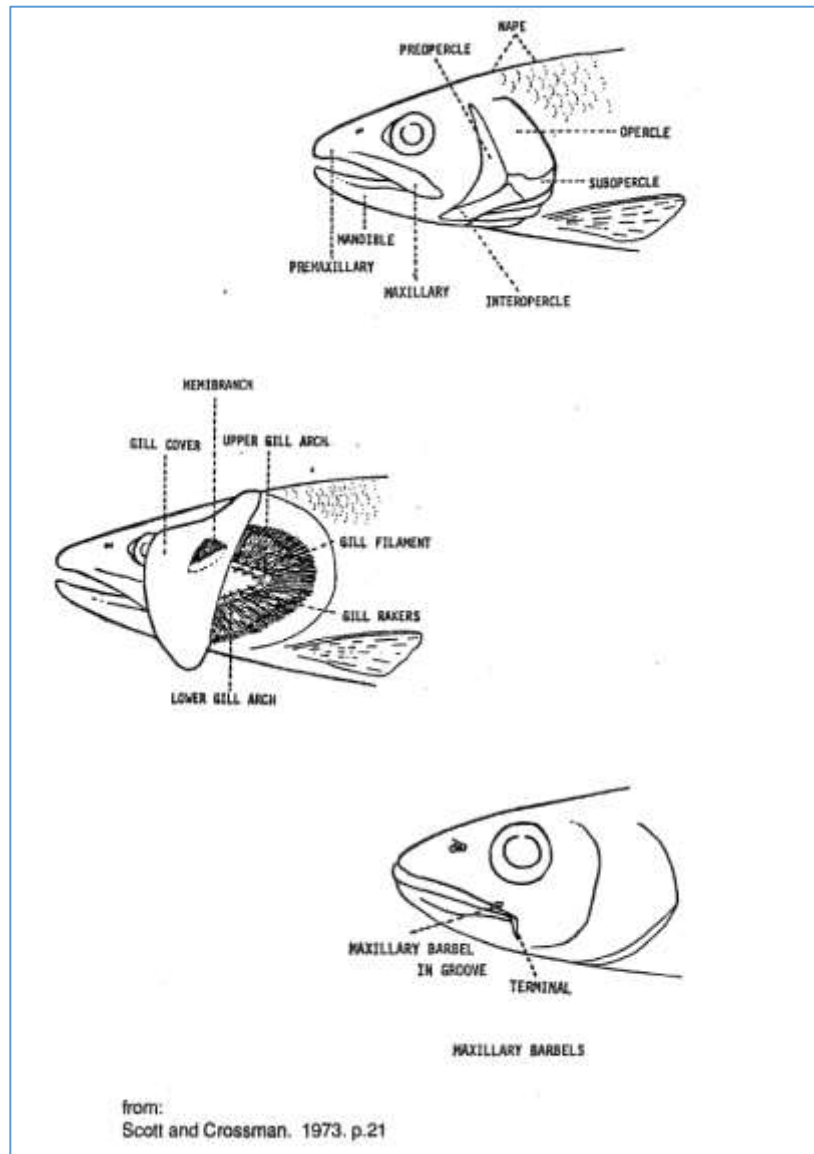 NAPE
PREOPERCLE
OPERCLE
SUBOPERCLE
MANDIBLE
PREMAXILLARY
MAXILLARY
INTEROPERCLE
HEMIBRANCH
GILL COVER
UPPER GILL ARCH
GILL FILAMENT
GILL RAKERS
LOWER GILL ARCH
MAXILLARY BARBEL
IN GROOVE
TERMINAL
MAXILLARY BARBELS
from:
Scott and Crossman. 1973. p.21